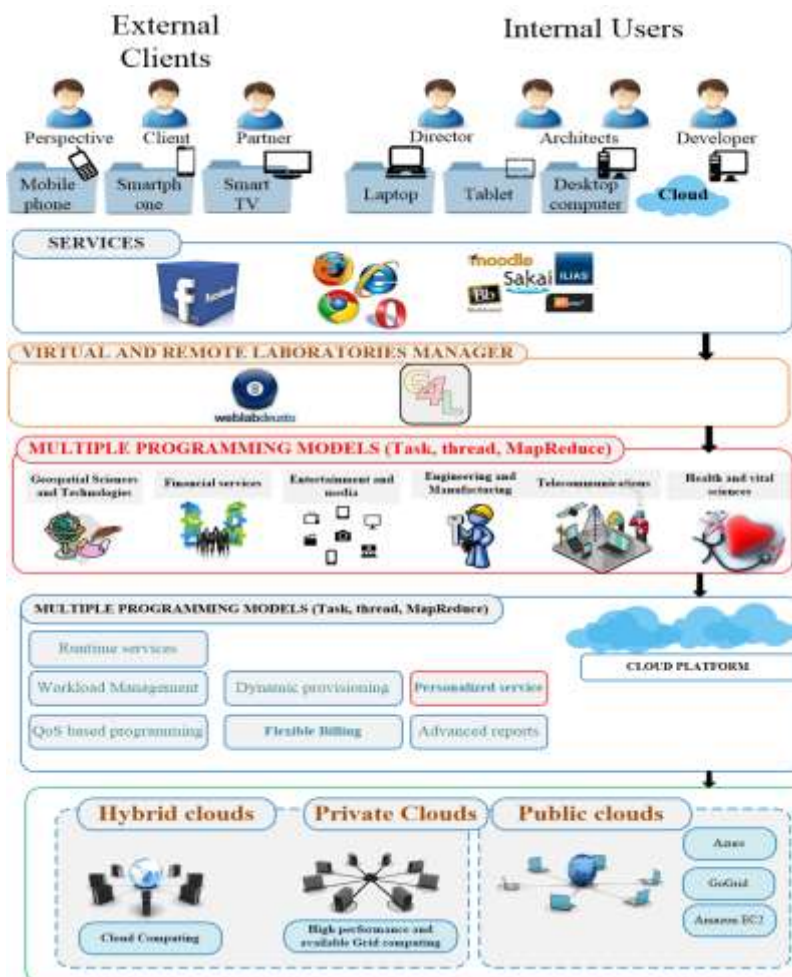 External
Clients
Internal Users
Perspective
Client
Partner
Director
Architects
Developer
Mobile
phone
Smartph
one
Smart
TV
Laptop
Tablet
Desktop
computer
Cloud
SERVICES
facebook
moodle
Sakai
ILIAS
Bb
VIRTUAL AND REMOTE LABORATORIES MANAGER
8
weblabdeusto
G4L
MULTIPLE PROGRAMMING MODELS (Task, thread, MapReduce)
Geospatial Sciences
and Technologies
Financial services
Entertainment and
media
Engineering and
Manufacturing
Telecommunications
Health and vital
sciences
MULTIPLE PROGRAMMING MODELS (Task, thread, MapReduce)
Runtime services
CLOUD PLATFORM
Workload Management
Dynamic provisioning
Personalized service
QoS based programming
Flexible Billing
Advanced reports
Hybrid clouds
Private Clouds
Public clouds
Azure
GoGrid
Amazon EC2
Cloud Computing
High performance and
available Grid computing